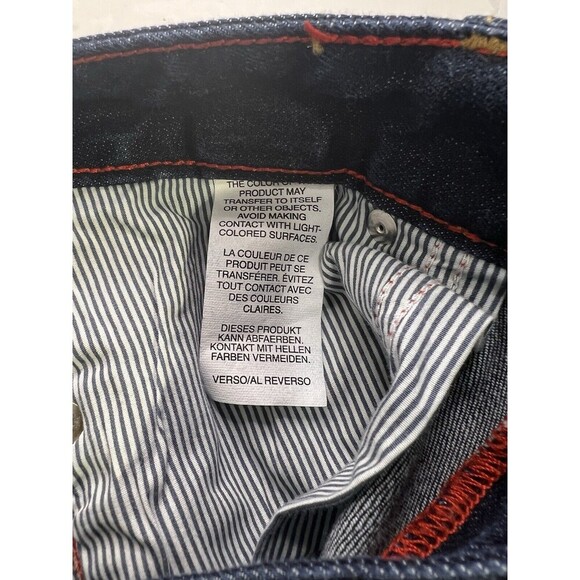 THE COLOR OF
PRODUCT MAY
TRANSFER TO ITSELF
OR OTHER OBJECTS.
AVOID MAKING
CONTACT WITH LIGHT-
COLORED SURFACES.
LA COULEUR DE CE
PRODUIT PEUT SE
TRANSFÉRER. ÉVITEZ
TOUT CONTACT AVEC
DES COULEURS
CLAIRES.
DIESES PRODUKT
KANN ABFAERBEN.
KONTAKT MIT HELLEN
FARBEN VERMEIDEN.
VERSO/AL REVERSO